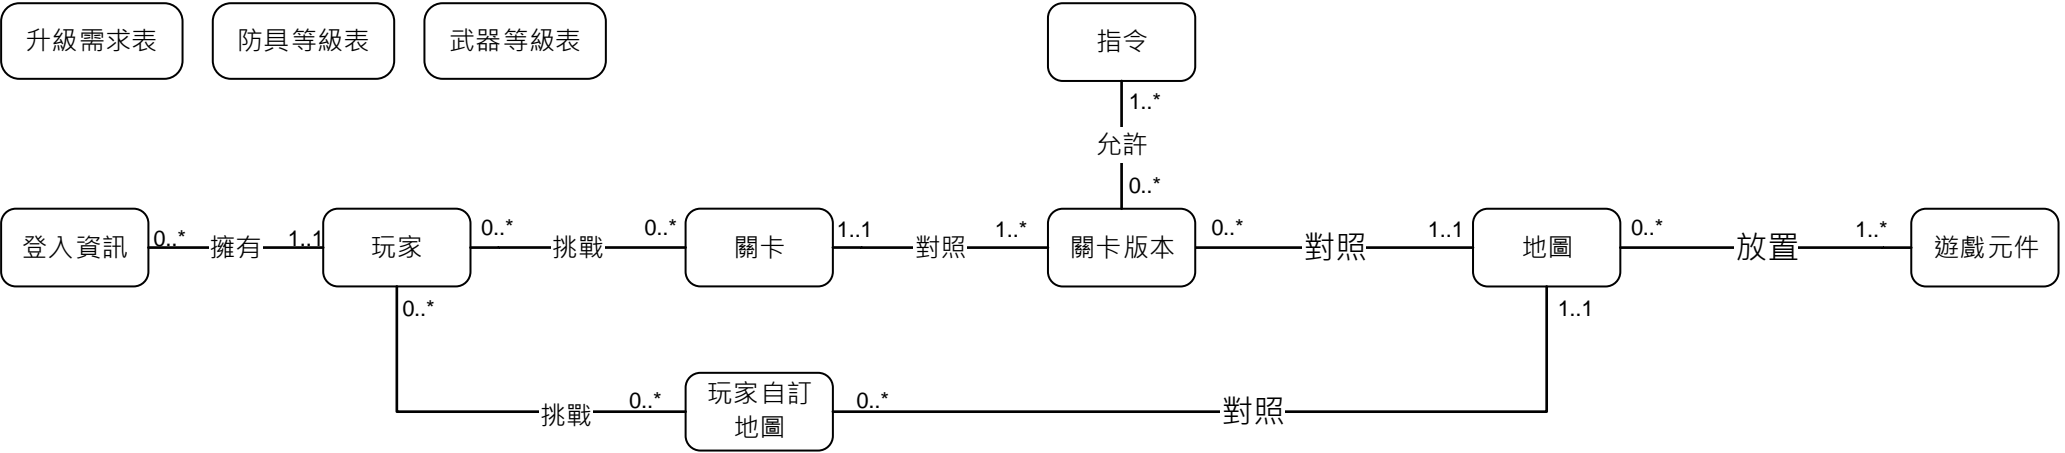 升級需求表
防具等級表
武器等級表
指令
1..*
允許
0..*
登入資訊
0..*
擁有
1..1
玩家
0..*
挑戰
0..*
關卡
1..1
對照
1..*
關卡版本
0..*
對照
1..1
地圖
0..*
放置
1..*
遊戲元件
0..*
1..1
挑戰
0..*
玩家自訂
地圖
0..*
對照